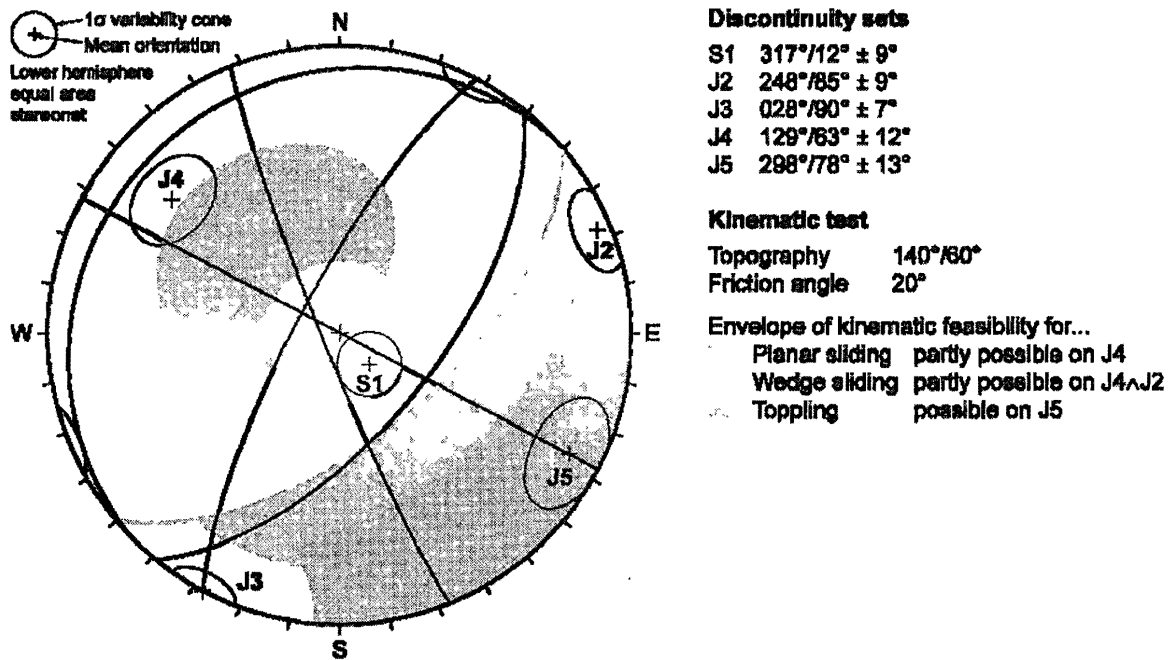 1σ variability cone
Mean orientation
Lower hemisphere
equal area
stereonet
N
J4
J2
W
E
S1
J5
J3
S
Discontinuity sets
S1 317°/12° ± 9°
J2 248°/85° ± 9°
J3 028°/90° ± 7°
J4 129°/63° ± 12°
J5 298°/78° ± 13°
Kinematic test
Topography 140°/60°
Friction angle 20°
Envelope of kinematic feasibility for...
Planar sliding partly possible on J4
Wedge sliding partly possible on J4∧J2
Toppling possible on J5